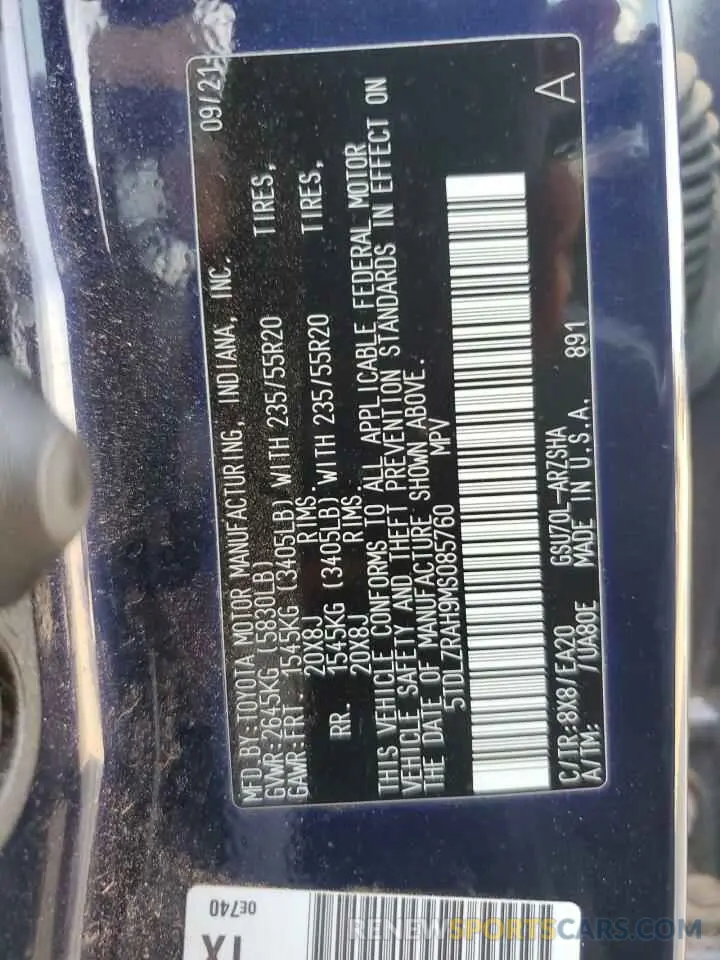 09/21
MFD.BY:TOYOTA MOTOR MANUFACTURING, INDIANA, INC.
GVWR:2645KG (5830LB)
GAWR:FRT. 1545KG (3405LB) WITH 235/55R20 TIRES,
20X8J RIMS.
RR. 1545KG (3405LB) WITH 235/55R20 TIRES,
20X8J RIMS.
THIS VEHICLE CONFORMS TO ALL APPLICABLE FEDERAL MOTOR
VEHICLE SAFETY AND THEFT PREVENTION STANDARDS IN EFFECT ON
THE DATE OF MANUFACTURE SHOWN ABOVE.
5TDLZRAH9MS085760 MPV
C/TR:8X8/EA20 GSU70L-ARZSHA
A/TM: /UA80E MADE IN U.S.A. 891
A
0E740
TX
RENEWSPORTSCARS.COM